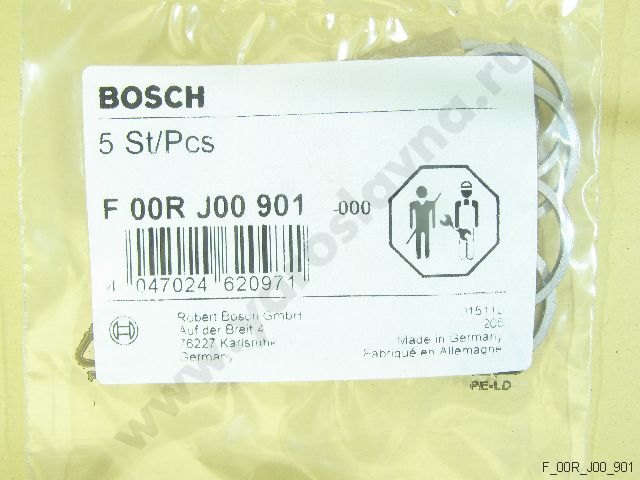 BOSCH
5 St/Pcs
F 00R J00 901 -000
4 047024 620971
Robert Bosch GmbH
Auf der Breit 4
76227 Karlsruhe
Germany
205
Made in Germany
Fabriqué en Allemagne
PE-LD
F_00R_J00_901